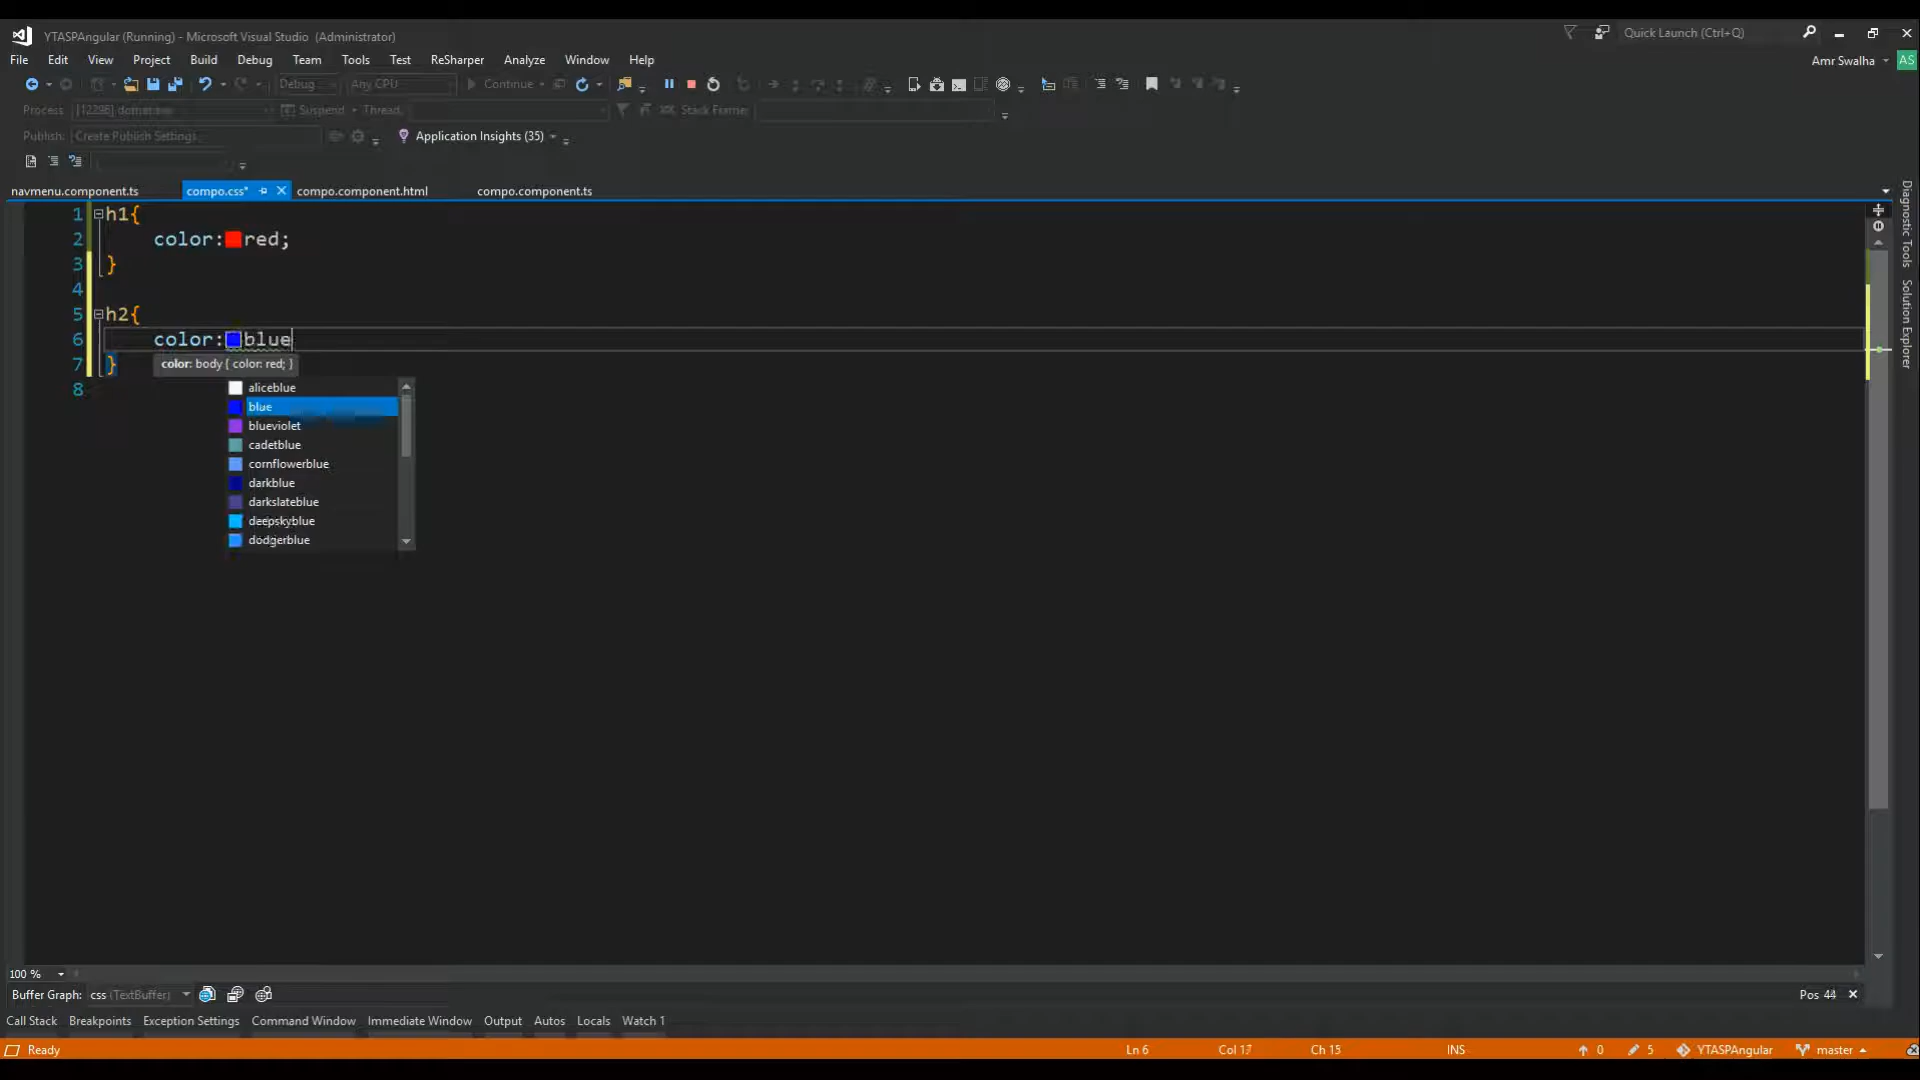 YTASPAngular (Running) - Microsoft Visual Studio (Administrator)
Quick Launch (Ctrl+Q)
File Edit View Project Build Debug Team Tools Test ReSharper Analyze Window Help
Amr Swalha AS
Debug Any CPU Continue
Process: [12296] dotnet.exe Suspend Thread: Stack Frame:
Publish: Create Publish Settings Application Insights (35)
navmenu.component.ts compo.css* compo.component.html compo.component.ts
1 h1{
2 color: red;
3 }
4
5 h2{
6 color: blue
7 }
color: body { color: red; }
8
aliceblue
blue
blueviolet
cadetblue
cornflowerblue
darkblue
darkslateblue
deepskyblue
dodgerblue
Diagnostic Tools
Solution Explorer
100 %
Buffer Graph: css (TextBuffer) Pos 44
Call Stack Breakpoints Exception Settings Command Window Immediate Window Output Autos Locals Watch 1
Ready Ln 6 Col 17 Ch 15 INS 0 5 YTASPAngular master